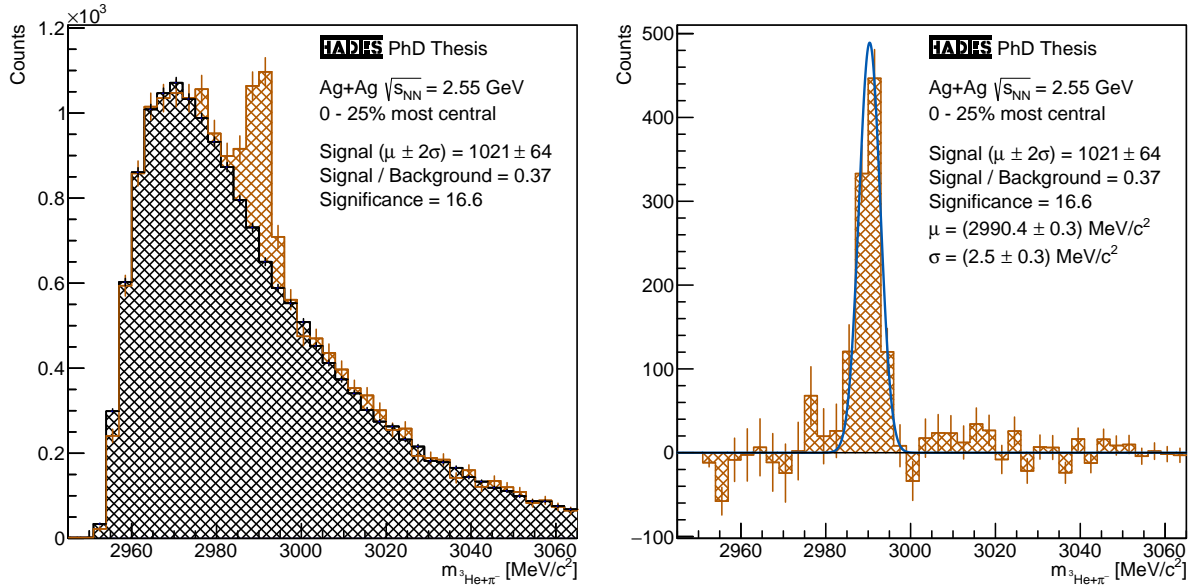 ×10³
Counts
1.2
1
0.8
0.6
0.4
0.2
0
2960 2980 3000 3020 3040 3060
m ³He+π⁻ [MeV/c²]
HADES PhD Thesis
Ag+Ag √sNN = 2.55 GeV
0 - 25% most central
Signal (μ ± 2σ) = 1021 ± 64
Signal / Background = 0.37
Significance = 16.6
Counts
500
400
300
200
100
0
−100
2960 2980 3000 3020 3040 3060
m ³He+π⁻ [MeV/c²]
HADES PhD Thesis
Ag+Ag √sNN = 2.55 GeV
0 - 25% most central
Signal (μ ± 2σ) = 1021 ± 64
Signal / Background = 0.37
Significance = 16.6
μ = (2990.4 ± 0.3) MeV/c²
σ = (2.5 ± 0.3) MeV/c²